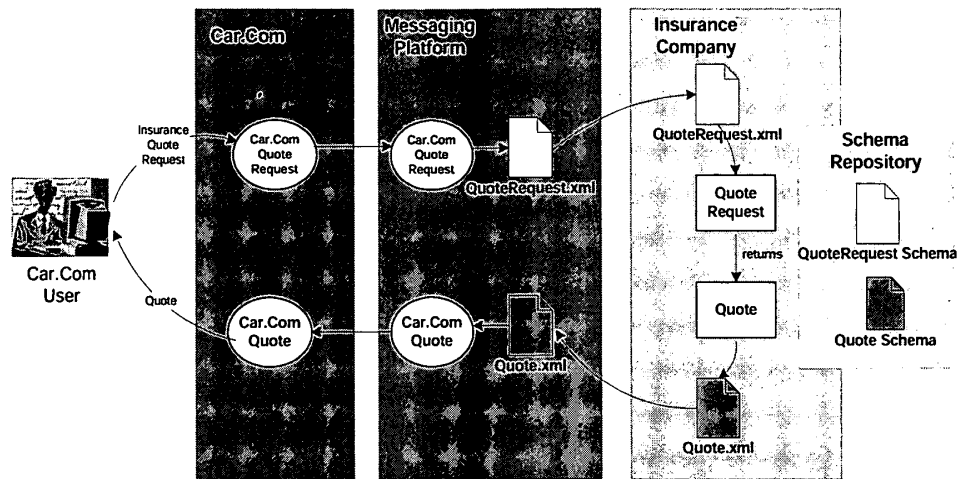 Car.Com
Messaging
Platform
Insurance
Company
Insurance
Quote
Request
Car.Com
Quote
Request
Car.Com
Quote
Request
QuoteRequest.xml
QuoteRequest.xml
Schema
Repository
Quote
Request
QuoteRequest Schema
returns
Car.Com
User
Quote
Car.Com
Quote
Car.Com
Quote
Quote.xml
Quote
Quote Schema
Quote.xml